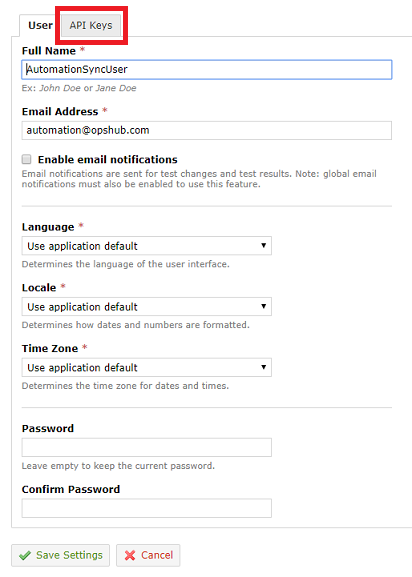 User API Keys
Full Name *
AutomationSyncUser
Ex: John Doe or Jane Doe
Email Address *
automation@opshub.com
Enable email notifications
Email notifications are sent for test changes and test results. Note: global email
notifications must also be enabled to use this feature.
Language *
Use application default
Determines the language of the user interface.
Locale *
Use application default
Determines how dates and numbers are formatted.
Time Zone *
Use application default
Determines the time zone for dates and times.
Password
Leave empty to keep the current password.
Confirm Password
Save Settings Cancel